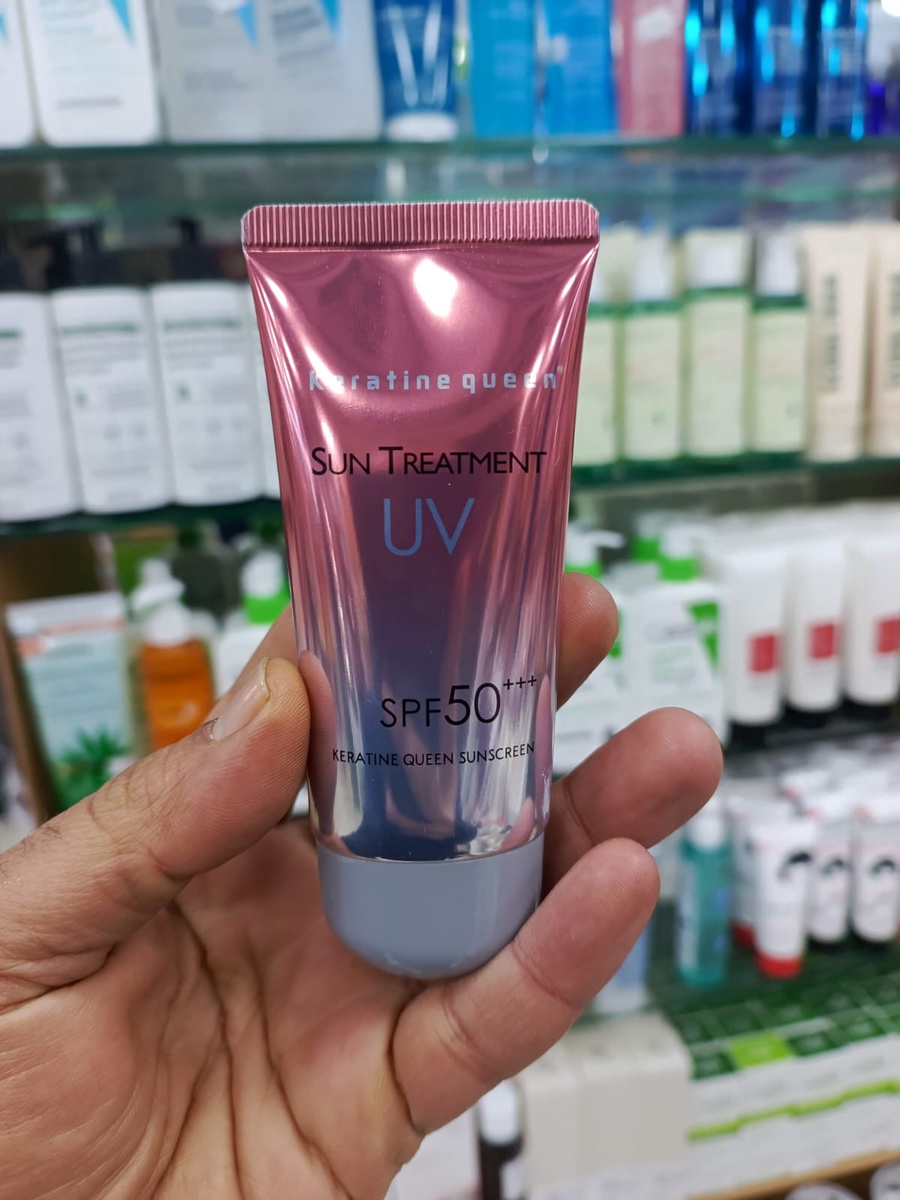 Keratine queen®
SUN TREATMENT
UV
SPF50+++
KERATINE QUEEN SUNSCREEN